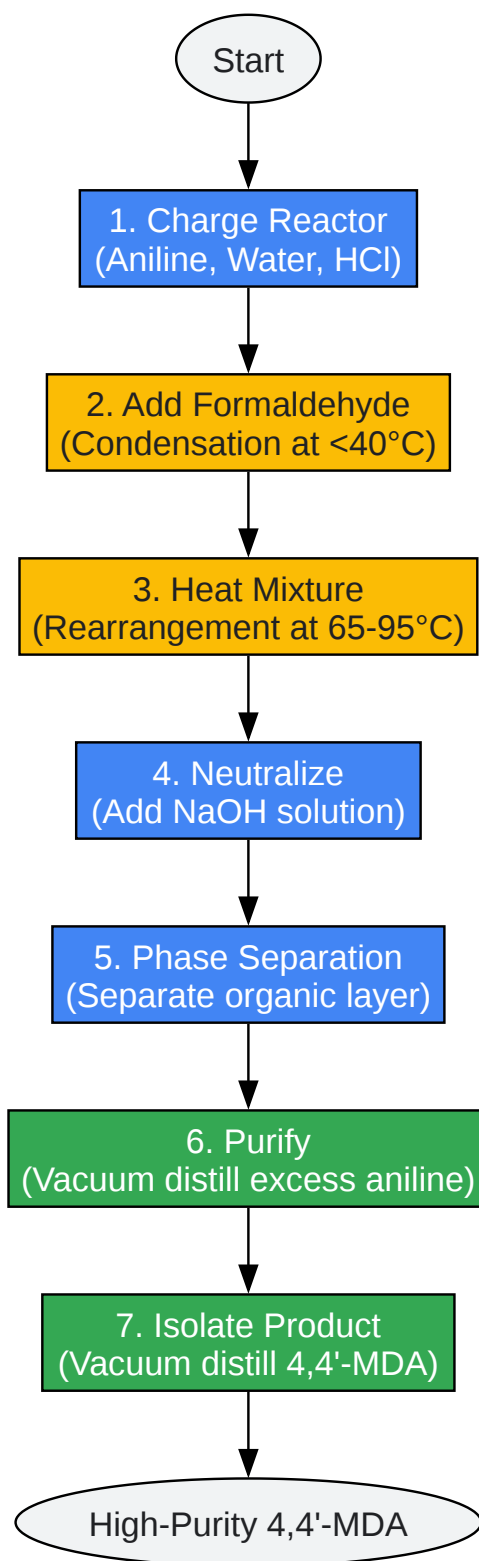 Start
1. Charge Reactor
(Aniline, Water, HCl)
2. Add Formaldehyde
(Condensation at <40°C)
3. Heat Mixture
(Rearrangement at 65-95°C)
4. Neutralize
(Add NaOH solution)
5. Phase Separation
(Separate organic layer)
6. Purify
(Vacuum distill excess aniline)
7. Isolate Product
(Vacuum distill 4,4'-MDA)
High-Purity 4,4'-MDA